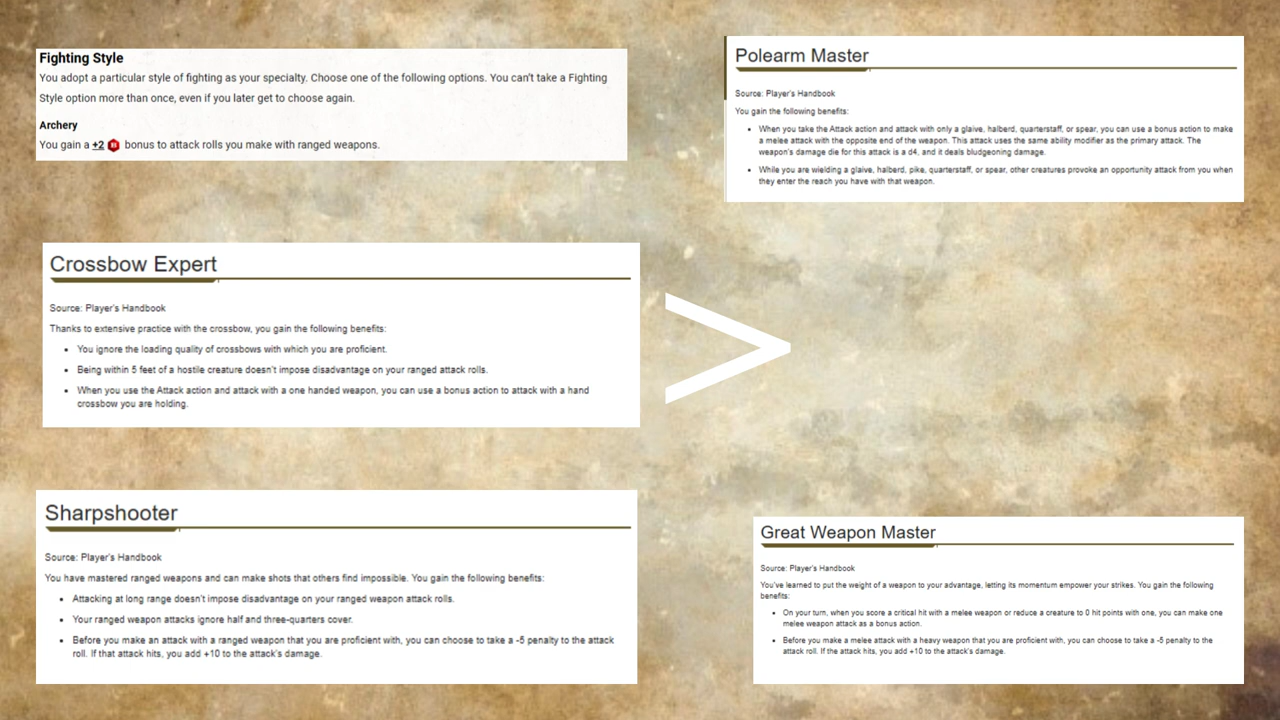 Fighting Style
You adopt a particular style of fighting as your specialty. Choose one of the following options. You can't take a Fighting
Style option more than once, even if you later get to choose again.
Archery
You gain a +2 bonus to attack rolls you make with ranged weapons.
Crossbow Expert
Source: Player's Handbook
Thanks to extensive practice with the crossbow, you gain the following benefits:
• You ignore the loading quality of crossbows with which you are proficient.
• Being within 5 feet of a hostile creature doesn't impose disadvantage on your ranged attack rolls.
• When you use the Attack action and attack with a one handed weapon, you can use a bonus action to attack with a hand
crossbow you are holding.
Sharpshooter
Source: Player's Handbook
You have mastered ranged weapons and can make shots that others find impossible. You gain the following benefits:
• Attacking at long range doesn't impose disadvantage on your ranged weapon attack rolls.
• Your ranged weapon attacks ignore half and three-quarters cover.
• Before you make an attack with a ranged weapon that you are proficient with, you can choose to take a -5 penalty to the attack
roll. If that attack hits, you add +10 to the attack's damage.
>
Polearm Master
Source: Player's Handbook
You gain the following benefits:
• When you take the Attack action and attack with only a glaive, halberd, quarterstaff, or spear, you can use a bonus action to make
a melee attack with the opposite end of the weapon. This attack uses the same ability modifier as the primary attack. The
weapon's damage die for this attack is a d4, and it deals bludgeoning damage.
• While you are wielding a glaive, halberd, pike, quarterstaff, or spear, other creatures provoke an opportunity attack from you when
they enter the reach you have with that weapon.
Great Weapon Master
Source: Player's Handbook
You've learned to put the weight of a weapon to your advantage, letting its momentum empower your strikes. You gain the following
benefits:
• On your turn, when you score a critical hit with a melee weapon or reduce a creature to 0 hit points with one, you can make one
melee weapon attack as a bonus action.
• Before you make a melee attack with a heavy weapon that you are proficient with, you can choose to take a -5 penalty to the
attack roll. If the attack hits, you add +10 to the attack's damage.